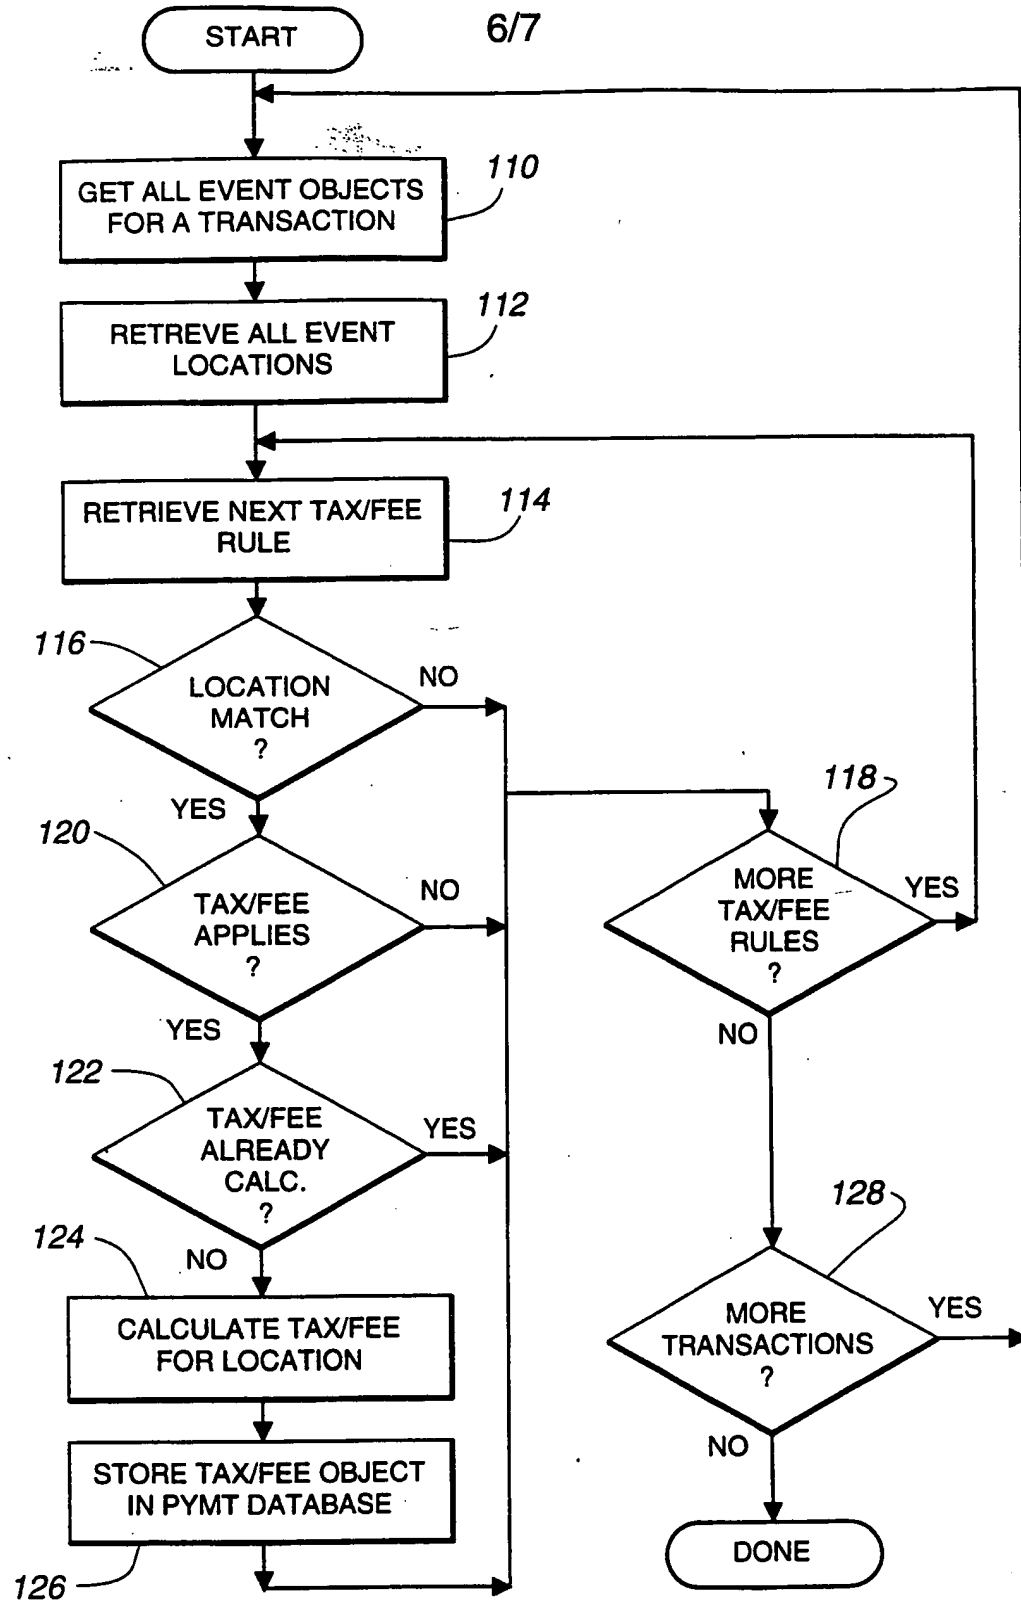 START
6/7
GET ALL EVENT OBJECTS
FOR A TRANSACTION
110
RETREVE ALL EVENT
LOCATIONS
112
RETRIEVE NEXT TAX/FEE
RULE
114
116
LOCATION
MATCH
?
NO
YES
118
MORE
TAX/FEE
RULES
?
YES
NO
120
TAX/FEE
APPLIES
?
NO
YES
122
TAX/FEE
ALREADY
CALC.
?
YES
NO
124
CALCULATE TAX/FEE
FOR LOCATION
128
MORE
TRANSACTIONS
?
YES
NO
STORE TAX/FEE OBJECT
IN PYMT DATABASE
126
DONE